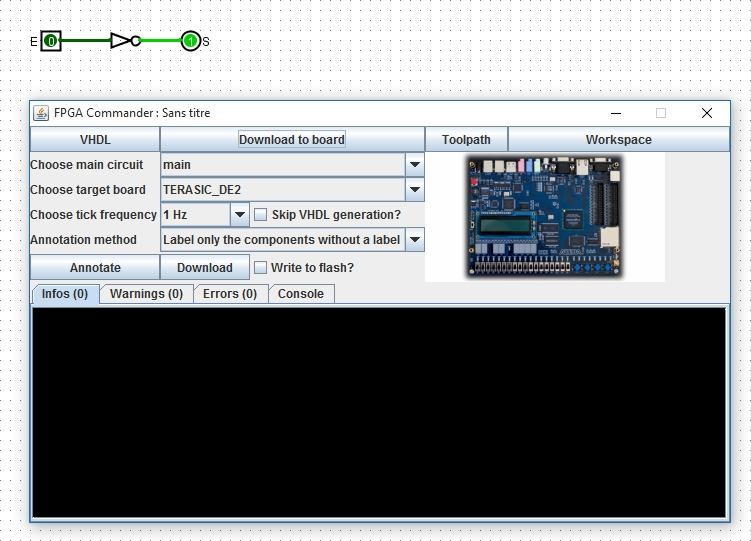 E 0 1 S
FPGA Commander : Sans titre
VHDL Download to board Toolpath Workspace
Choose main circuit main
Choose target board TERASIC_DE2
Choose tick frequency 1 Hz Skip VHDL generation?
Annotation method Label only the components without a label
Annotate Download Write to flash?
Infos (0) Warnings (0) Errors (0) Console